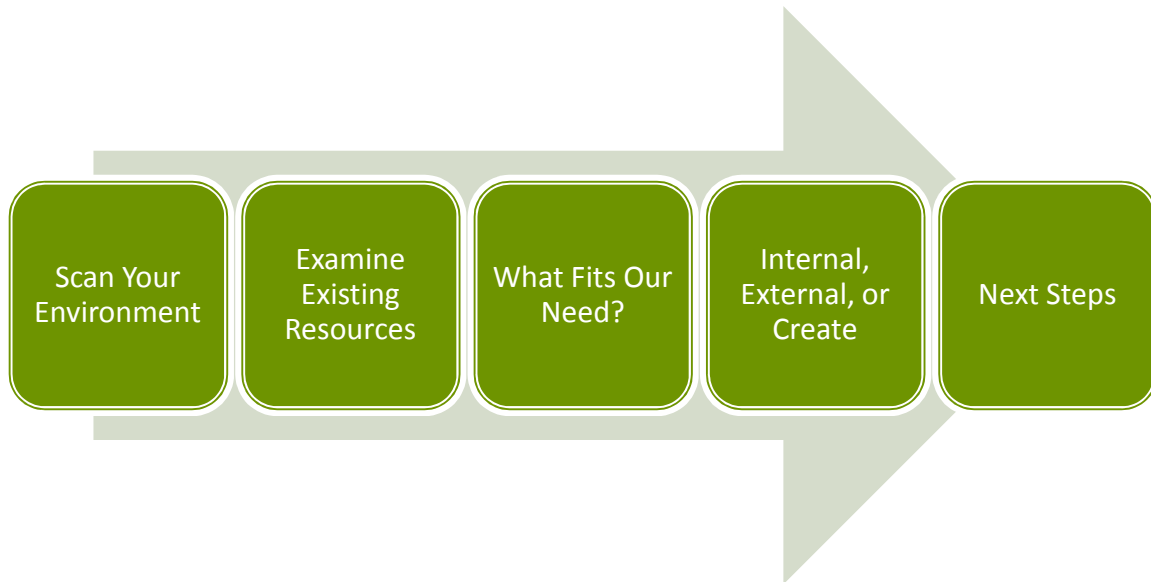 Scan Your
Environment
Examine
Existing
Resources
What Fits Our
Need?
Internal,
External, or
Create
Next Steps